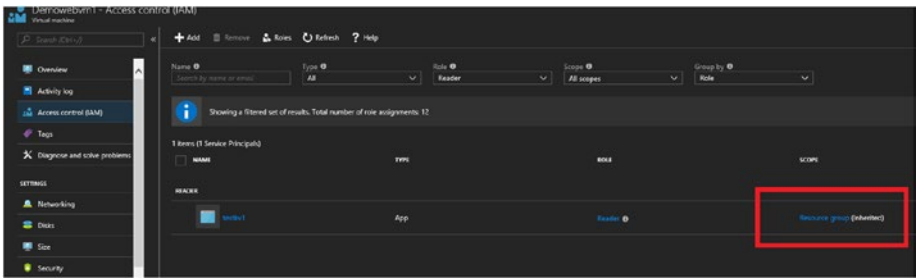 Demowebvm1 - Access control (IAM)
Virtual machine
Search (Ctrl+/)
Add Remove Roles Refresh ? Help
Overview
Activity log
Access control (IAM)
Tags
Diagnose and solve problems
SETTINGS
Networking
Disks
Size
Security
Name Type Role Scope Group by
Search by name or email All Reader All scopes Role
Showing a filtered set of results. Total number of role assignments: 12
1 items (1 Service Principals)
NAME TYPE ROLE SCOPE
READER
App Reader Resource group (Inherited)